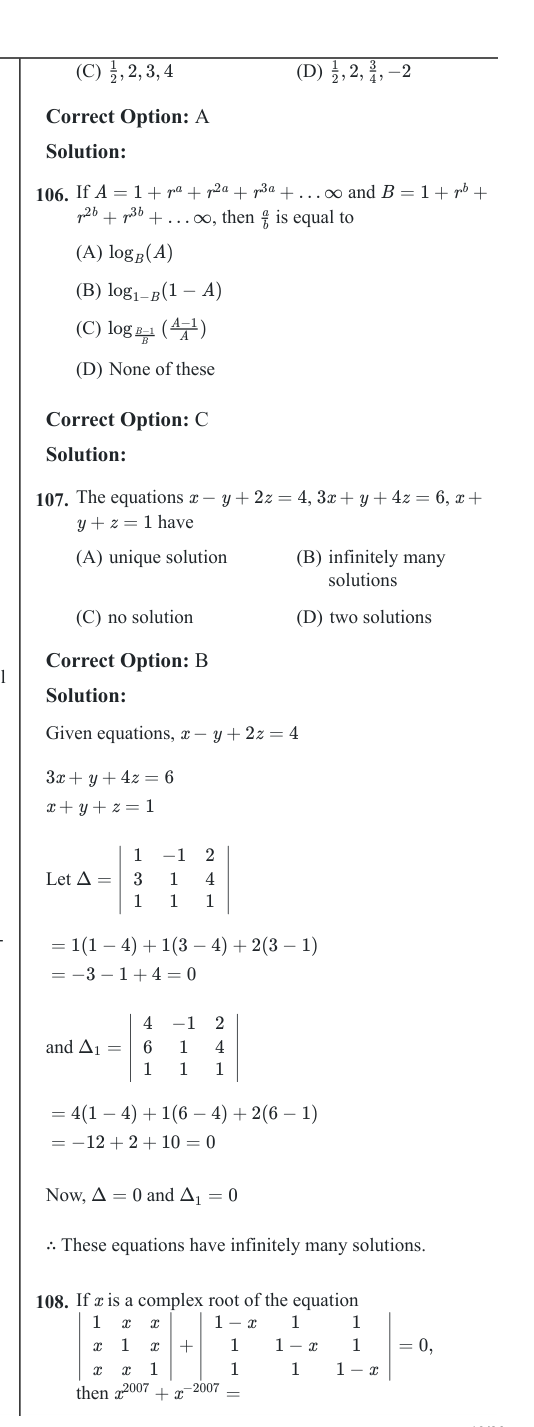 (C) 1/2, 2, 3, 4 (D) 1/2, 2, 3/4, −2
Correct Option: A
Solution:
106. If A = 1 + r^a + r^{2a} + r^{3a} + … ∞ and B = 1 + r^b +
r^{2b} + r^{3b} + … ∞, then a/b is equal to
(A) log_B(A)
(B) log_{1−B}(1 − A)
(C) log_{(B−1)/B} ((A−1)/A)
(D) None of these
Correct Option: C
Solution:
107. The equations x − y + 2z = 4, 3x + y + 4z = 6, x +
y + z = 1 have
(A) unique solution (B) infinitely many
solutions
(C) no solution (D) two solutions
Correct Option: B
l
Solution:
Given equations, x − y + 2z = 4
3x + y + 4z = 6
x + y + z = 1
Let Δ = | 1 −1 2 |
| 3 1 4 |
| 1 1 1 |
= 1(1 − 4) + 1(3 − 4) + 2(3 − 1)
= −3 − 1 + 4 = 0
and Δ₁ = | 4 −1 2 |
| 6 1 4 |
| 1 1 1 |
= 4(1 − 4) + 1(6 − 4) + 2(6 − 1)
= −12 + 2 + 10 = 0
Now, Δ = 0 and Δ₁ = 0
∴ These equations have infinitely many solutions.
108. If x is a complex root of the equation
| 1 x x | | 1 − x 1 1 |
| x 1 x | + | 1 1 − x 1 | = 0,
| x x 1 | | 1 1 1 − x |
then x^{2007} + x^{−2007} =